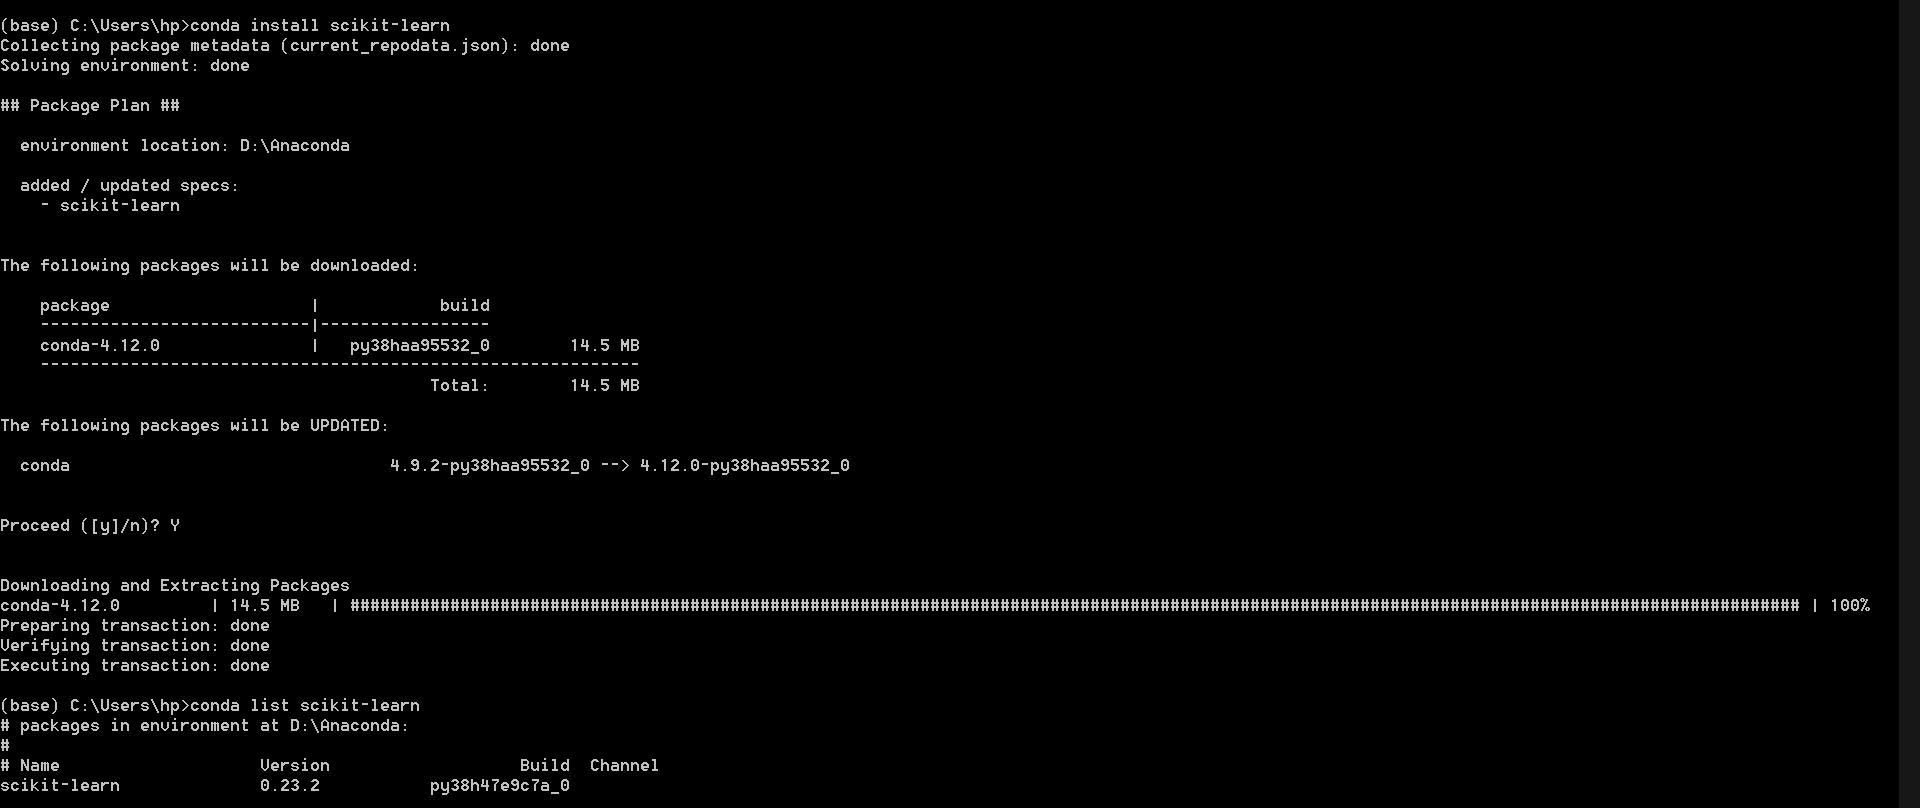 (base) C:\Users\hp>conda install scikit-learn
Collecting package metadata (current_repodata.json): done
Solving environment: done
## Package Plan ##
environment location: D:\Anaconda
added / updated specs:
- scikit-learn
The following packages will be downloaded:
package | build
---------------------------|-----------------
conda-4.12.0 | py38haa95532_0 14.5 MB
------------------------------------------------------------
Total: 14.5 MB
The following packages will be UPDATED:
conda 4.9.2-py38haa95532_0 --> 4.12.0-py38haa95532_0
Proceed ([y]/n)? Y
Downloading and Extracting Packages
conda-4.12.0 | 14.5 MB | ################################################################################################################################################# | 100%
Preparing transaction: done
Verifying transaction: done
Executing transaction: done
(base) C:\Users\hp>conda list scikit-learn
# packages in environment at D:\Anaconda:
#
# Name Version Build Channel
scikit-learn 0.23.2 py38h47e9c7a_0